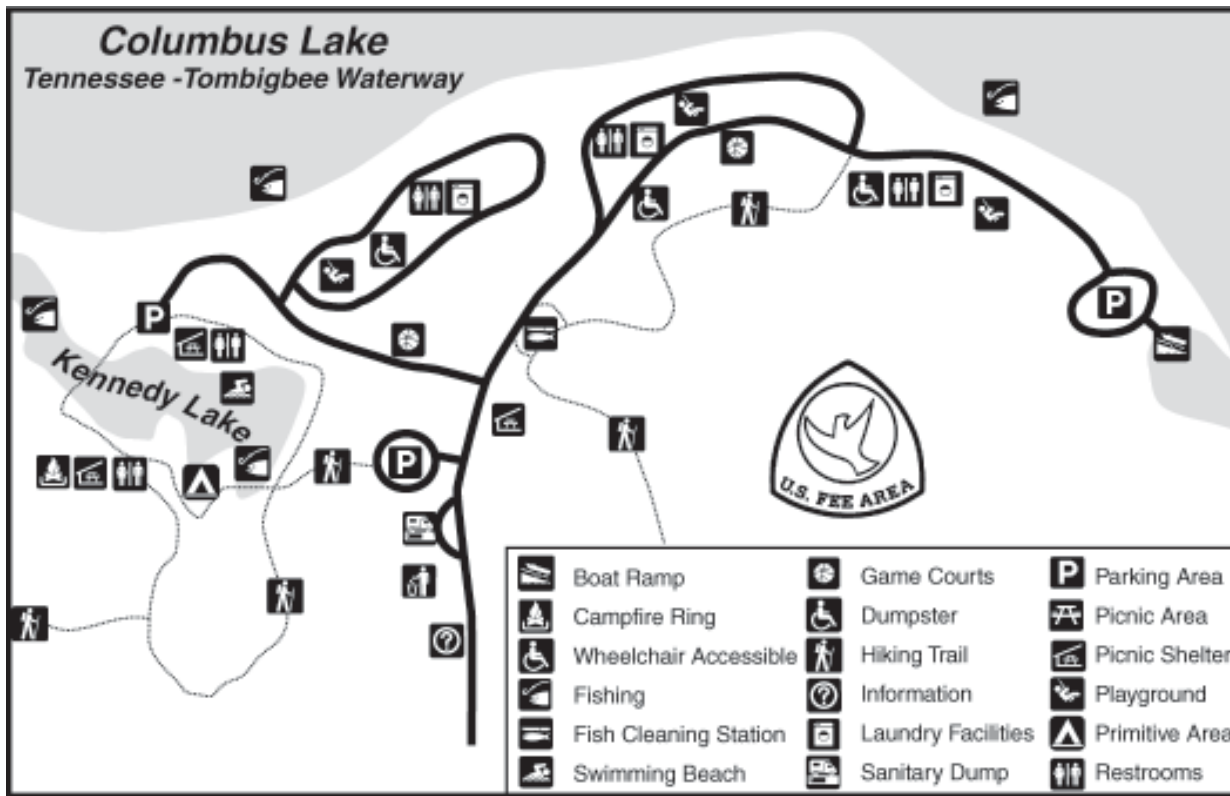 Columbus Lake
Tennessee -Tombigbee Waterway
P
P
Kennedy Lake
P
?
U.S. FEE AREA
Boat Ramp
Campfire Ring
Wheelchair Accessible
Fishing
Fish Cleaning Station
Swimming Beach
Game Courts
Dumpster
Hiking Trail
? Information
Laundry Facilities
Sanitary Dump
P Parking Area
Picnic Area
Picnic Shelter
Playground
Primitive Area
Restrooms